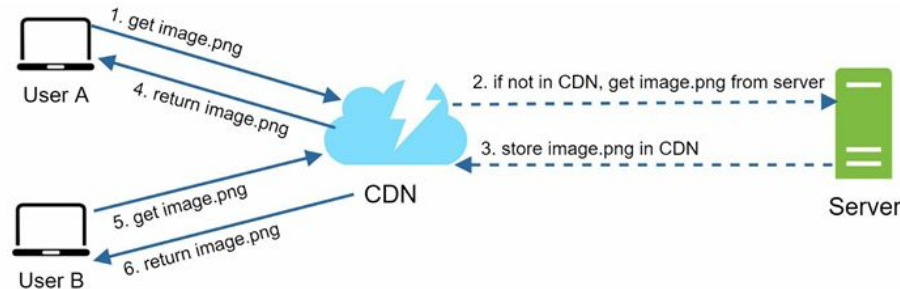 1. get image.png
User A
4. return image.png
2. if not in CDN, get image.png from server
3. store image.png in CDN
CDN
Server
5. get image.png
6. return image.png
User B